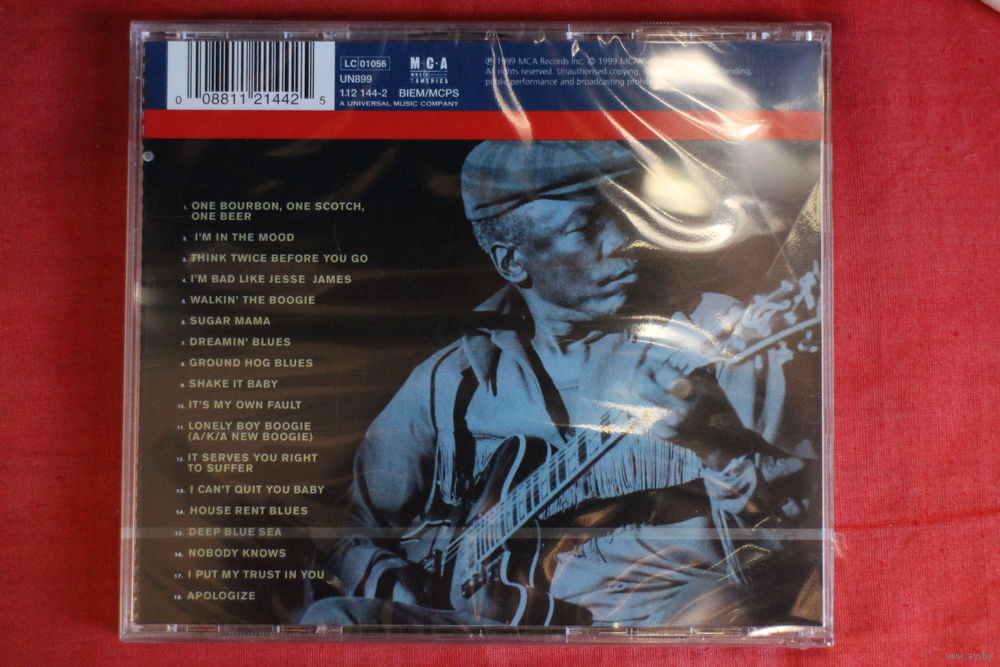 0 08811 21442 5
LC 01056
UN899
112 144-2 BIEM/MCPS
A UNIVERSAL MUSIC COMPANY
M·C·A
MUSIC
AMERICA
℗ 1999 MCA Records Inc. © 1999 MCA
All rights reserved. Unauthorised copying, lending,
public performance and broadcasting
1. ONE BOURBON, ONE SCOTCH,
ONE BEER
2. I'M IN THE MOOD
3. THINK TWICE BEFORE YOU GO
4. I'M BAD LIKE JESSE JAMES
5. WALKIN' THE BOOGIE
6. SUGAR MAMA
7. DREAMIN' BLUES
8. GROUND HOG BLUES
9. SHAKE IT BABY
10. IT'S MY OWN FAULT
11. LONELY BOY BOOGIE
(A/K/A NEW BOOGIE)
12. IT SERVES YOU RIGHT
TO SUFFER
13. I CAN'T QUIT YOU BABY
14. HOUSE RENT BLUES
15. DEEP BLUE SEA
16. NOBODY KNOWS
17. I PUT MY TRUST IN YOU
18. APOLOGIZE
www.ay.by